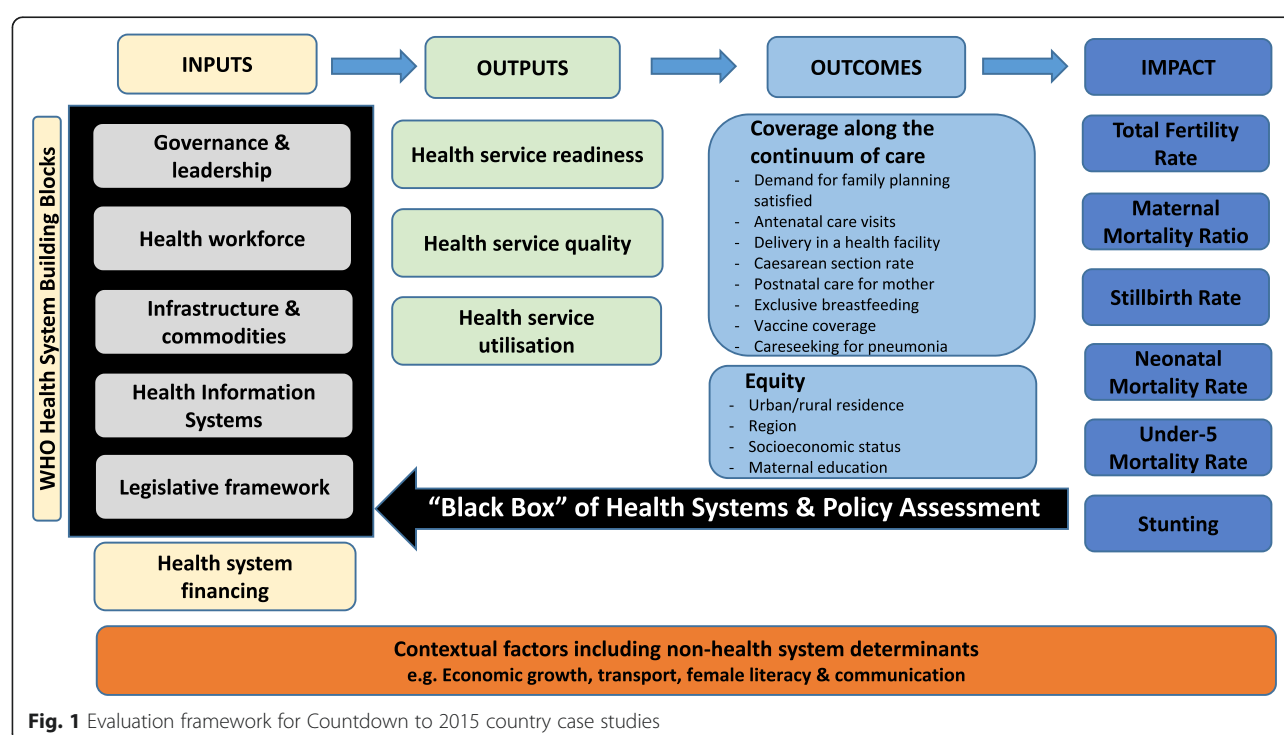 INPUTS
OUTPUTS
OUTCOMES
IMPACT
WHO Health System Building Blocks
Governance &
leadership
Health workforce
Infrastructure &
commodities
Health Information
Systems
Legislative framework
Health system
financing
Health service readiness
Health service quality
Health service
utilisation
Coverage along the
continuum of care
- Demand for family planning
satisfied
- Antenatal care visits
- Delivery in a health facility
- Caesarean section rate
- Postnatal care for mother
- Exclusive breastfeeding
- Vaccine coverage
- Careseeking for pneumonia
Equity
- Urban/rural residence
- Region
- Socioeconomic status
- Maternal education
"Black Box" of Health Systems & Policy Assessment
Total Fertility
Rate
Maternal
Mortality Ratio
Stillbirth Rate
Neonatal
Mortality Rate
Under-5
Mortality Rate
Stunting
Contextual factors including non-health system determinants
e.g. Economic growth, transport, female literacy & communication
Fig. 1 Evaluation framework for Countdown to 2015 country case studies